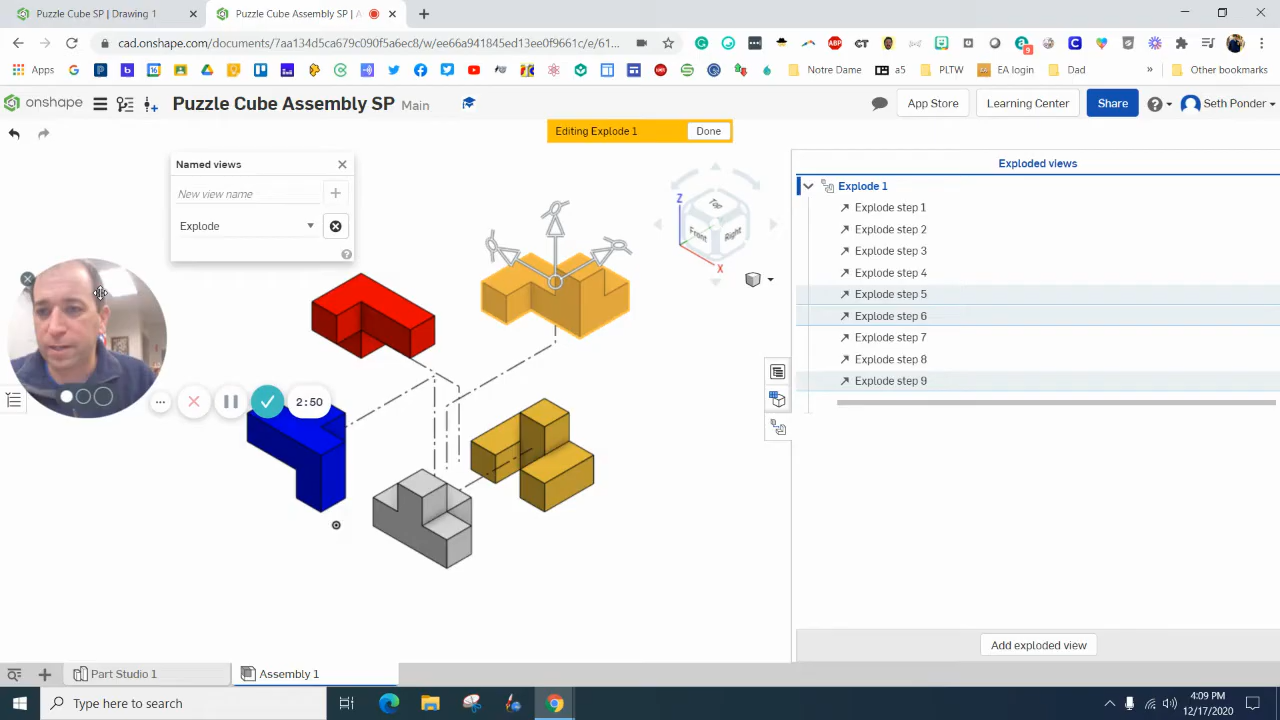 Puzzle Cube Assembly SP | Drawing 1
Puzzle Cube Assembly SP | A
cad.onshape.com/documents/7aa134d5a679c090f5a6ec8/w/ee66a941845ed13ee0f9661c/e/61...
Apps
Notre Dame
a5
PLTW
EA login
Dad
»
Other bookmarks
onshape
Puzzle Cube Assembly SP Main
App Store
Learning Center
Share
Seth Ponder
Editing Explode 1
Done
Named views
New view name
Explode
Z
Top
Front
Right
X
Exploded views
Explode 1
Explode step 1
Explode step 2
Explode step 3
Explode step 4
Explode step 5
Explode step 6
Explode step 7
Explode step 8
Explode step 9
2:50
Add exploded view
Part Studio 1
Assembly 1
Type here to search
4:09 PM
12/17/2020